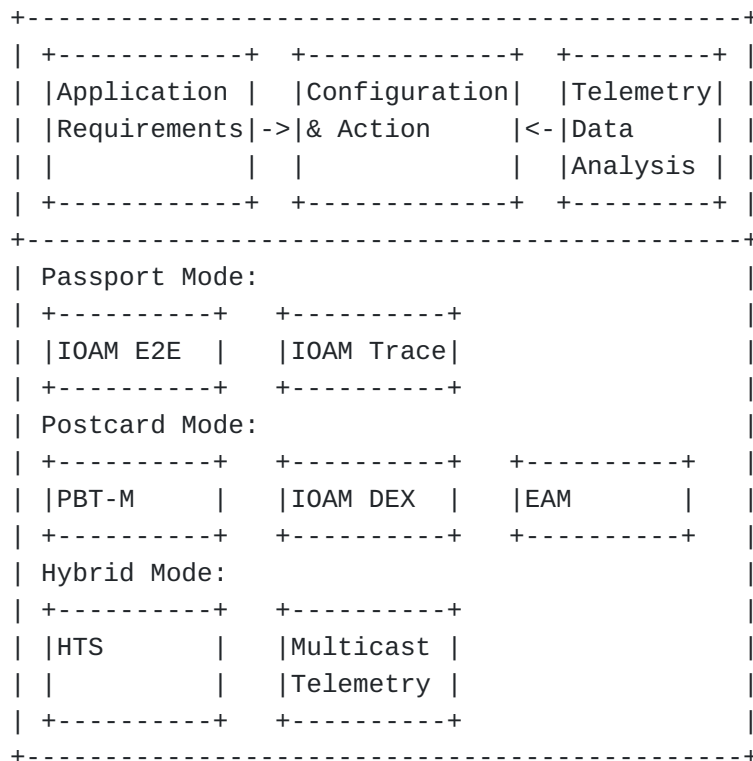 +---------------------------------------------+
| +------------+  +-------------+  +---------+ |
| |Application |  |Configuration|  |Telemetry| |
| |Requirements|->|& Action     |<-|Data     | |
| |            |  |             |  |Analysis | |
| +------------+  +-------------+  +---------+ |
+---------------------------------------------+
| Passport Mode:                              |
| +----------+   +----------+                 |
| |IOAM E2E  |   |IOAM Trace|                 |
| +----------+   +----------+                 |
| Postcard Mode:                              |
| +----------+   +----------+   +----------+  |
| |PBT-M     |   |IOAM DEX  |   |EAM       |  |
| +----------+   +----------+   +----------+  |
| Hybrid Mode:                                |
| +----------+   +----------+                 |
| |HTS       |   |Multicast |                 |
| |          |   |Telemetry |                 |
| +----------+   +----------+                 |
+---------------------------------------------+